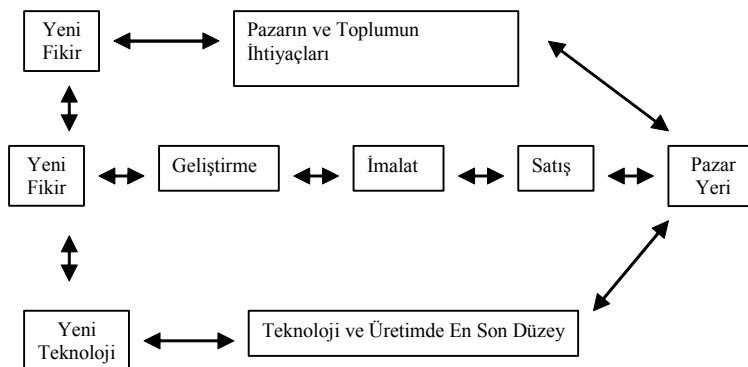 Yeni
Fikir
Pazarın ve Toplumun
İhtiyaçları
Yeni
Fikir
Geliştirme
İmalat
Satış
Pazar
Yeri
Yeni
Teknoloji
Teknoloji ve Üretimde En Son Düzey